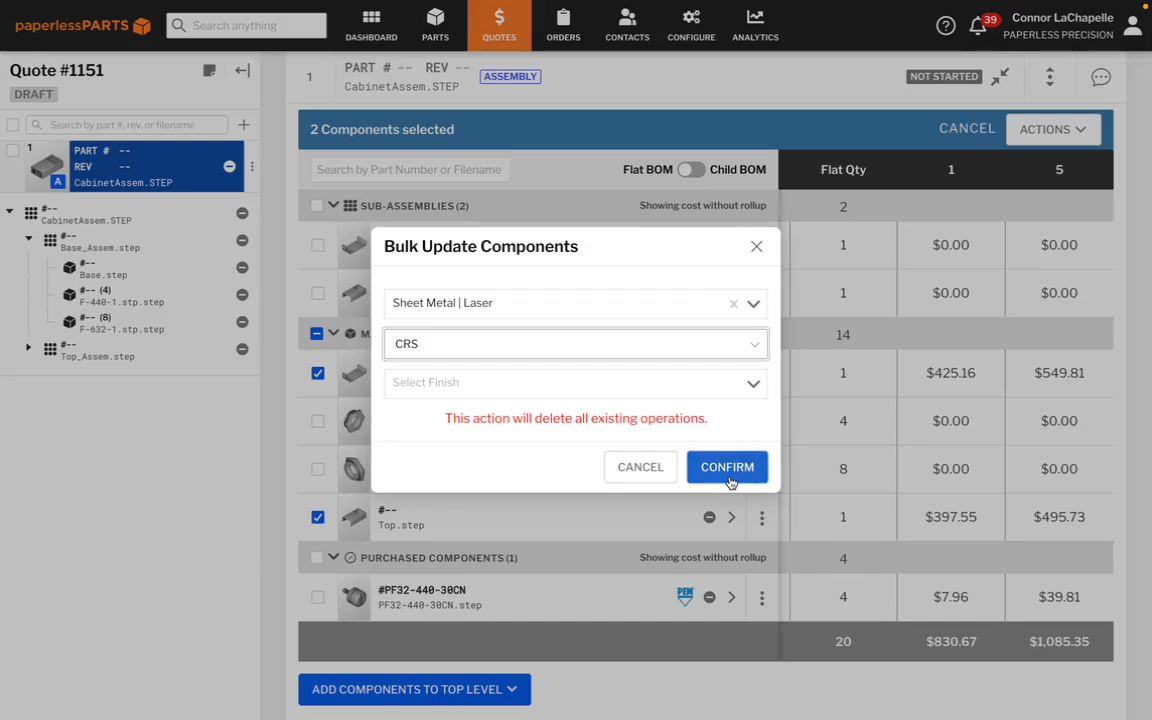 paperlessPARTS
Search anything
DASHBOARD
PARTS
$
QUOTES
ORDERS
CONTACTS
CONFIGURE
ANALYTICS
?
39
Connor LaChapelle
PAPERLESS PRECISION
Quote #1151
DRAFT
Search by part #, rev, or filename
1
PART # --
REV --
CabinetAssem.STEP
A
#--
CabinetAssem.STEP
#--
Base_Assem.step
#--
Base.step
#-- (4)
F-440-1.stp.step
#-- (8)
F-632-1.stp.step
#--
Top_Assem.step
1
PART # -- REV --
ASSEMBLY
CabinetAssem.STEP
NOT STARTED
2 Components selected
CANCEL
ACTIONS
Search by Part Number or Filename
Flat BOM
Child BOM
Flat Qty
1
5
SUB-ASSEMBLIES (2)
Showing cost without rollup
2
1
$0.00
$0.00
1
$0.00
$0.00
14
1
$425.16
$549.81
4
$0.00
$0.00
8
$0.00
$0.00
Bulk Update Components
Sheet Metal | Laser
CRS
Select Finish
This action will delete all existing operations.
CANCEL
CONFIRM
#--
Top.step
1
$397.55
$495.73
PURCHASED COMPONENTS (1)
Showing cost without rollup
4
#PF32-440-30CN
PF32-440-30CN.step
PEM
4
$7.96
$39.81
20
$830.67
$1,085.35
ADD COMPONENTS TO TOP LEVEL